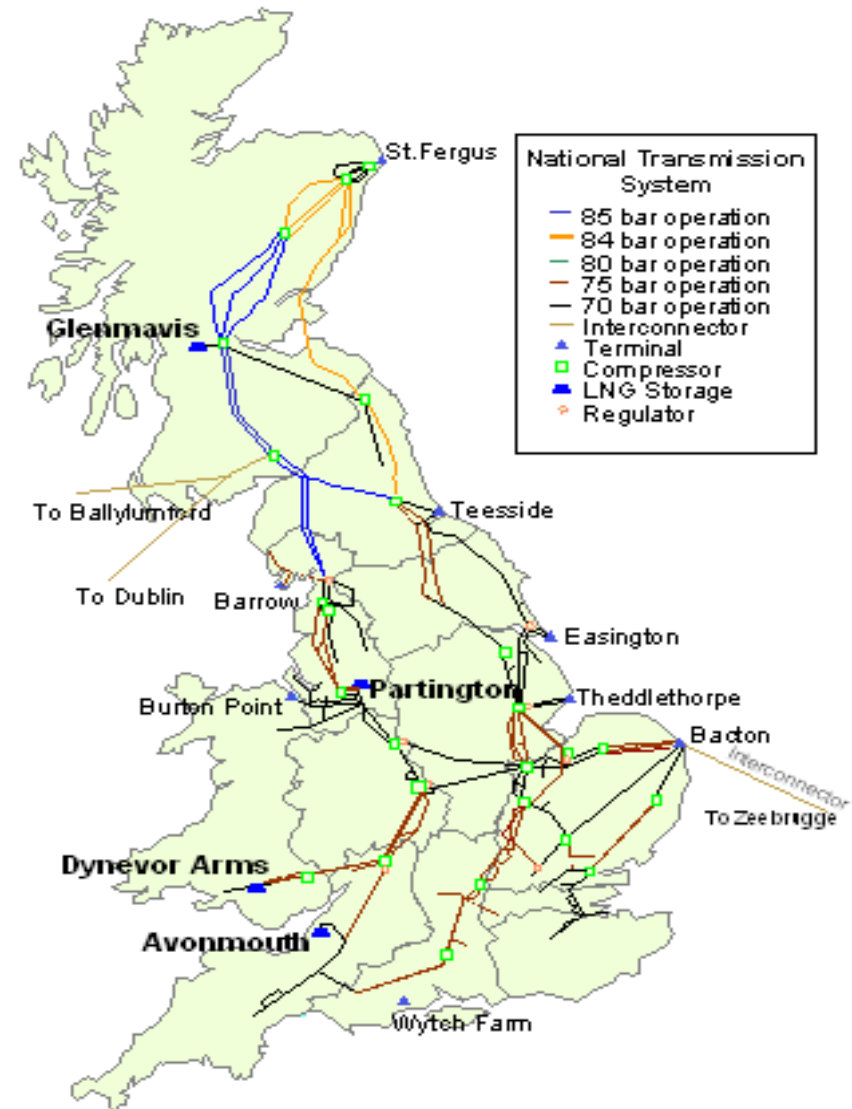 St.Fergus
National Transmission
System
85 bar operation
84 bar operation
80 bar operation
75 bar operation
70 bar operation
Interconnector
Terminal
Compressor
LNG Storage
Regulator
Glenmavis
To Ballylumford
Teesside
To Dublin
Barrow
Easington
Partington
Theddlethorpe
Burton Point
Bacton
Interconnector
To Zeebrugge
Dynevor Arms
Avonmouth
Wytch Farm